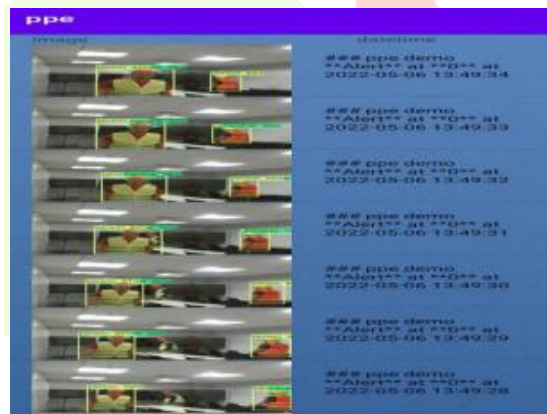 ppe
image datetime
### ppe demo
**Alert** at **0** at
2022-05-06 13:49:34
### ppe demo
**Alert** at **0** at
2022-05-06 13:49:33
### ppe demo
**Alert** at **0** at
2022-05-06 13:49:32
### ppe demo
**Alert** at **0** at
2022-05-06 13:49:31
### ppe demo
**Alert** at **0** at
2022-05-06 13:49:30
### ppe demo
**Alert** at **0** at
2022-05-06 13:49:29
### ppe demo
**Alert** at **0** at
2022-05-06 13:49:28